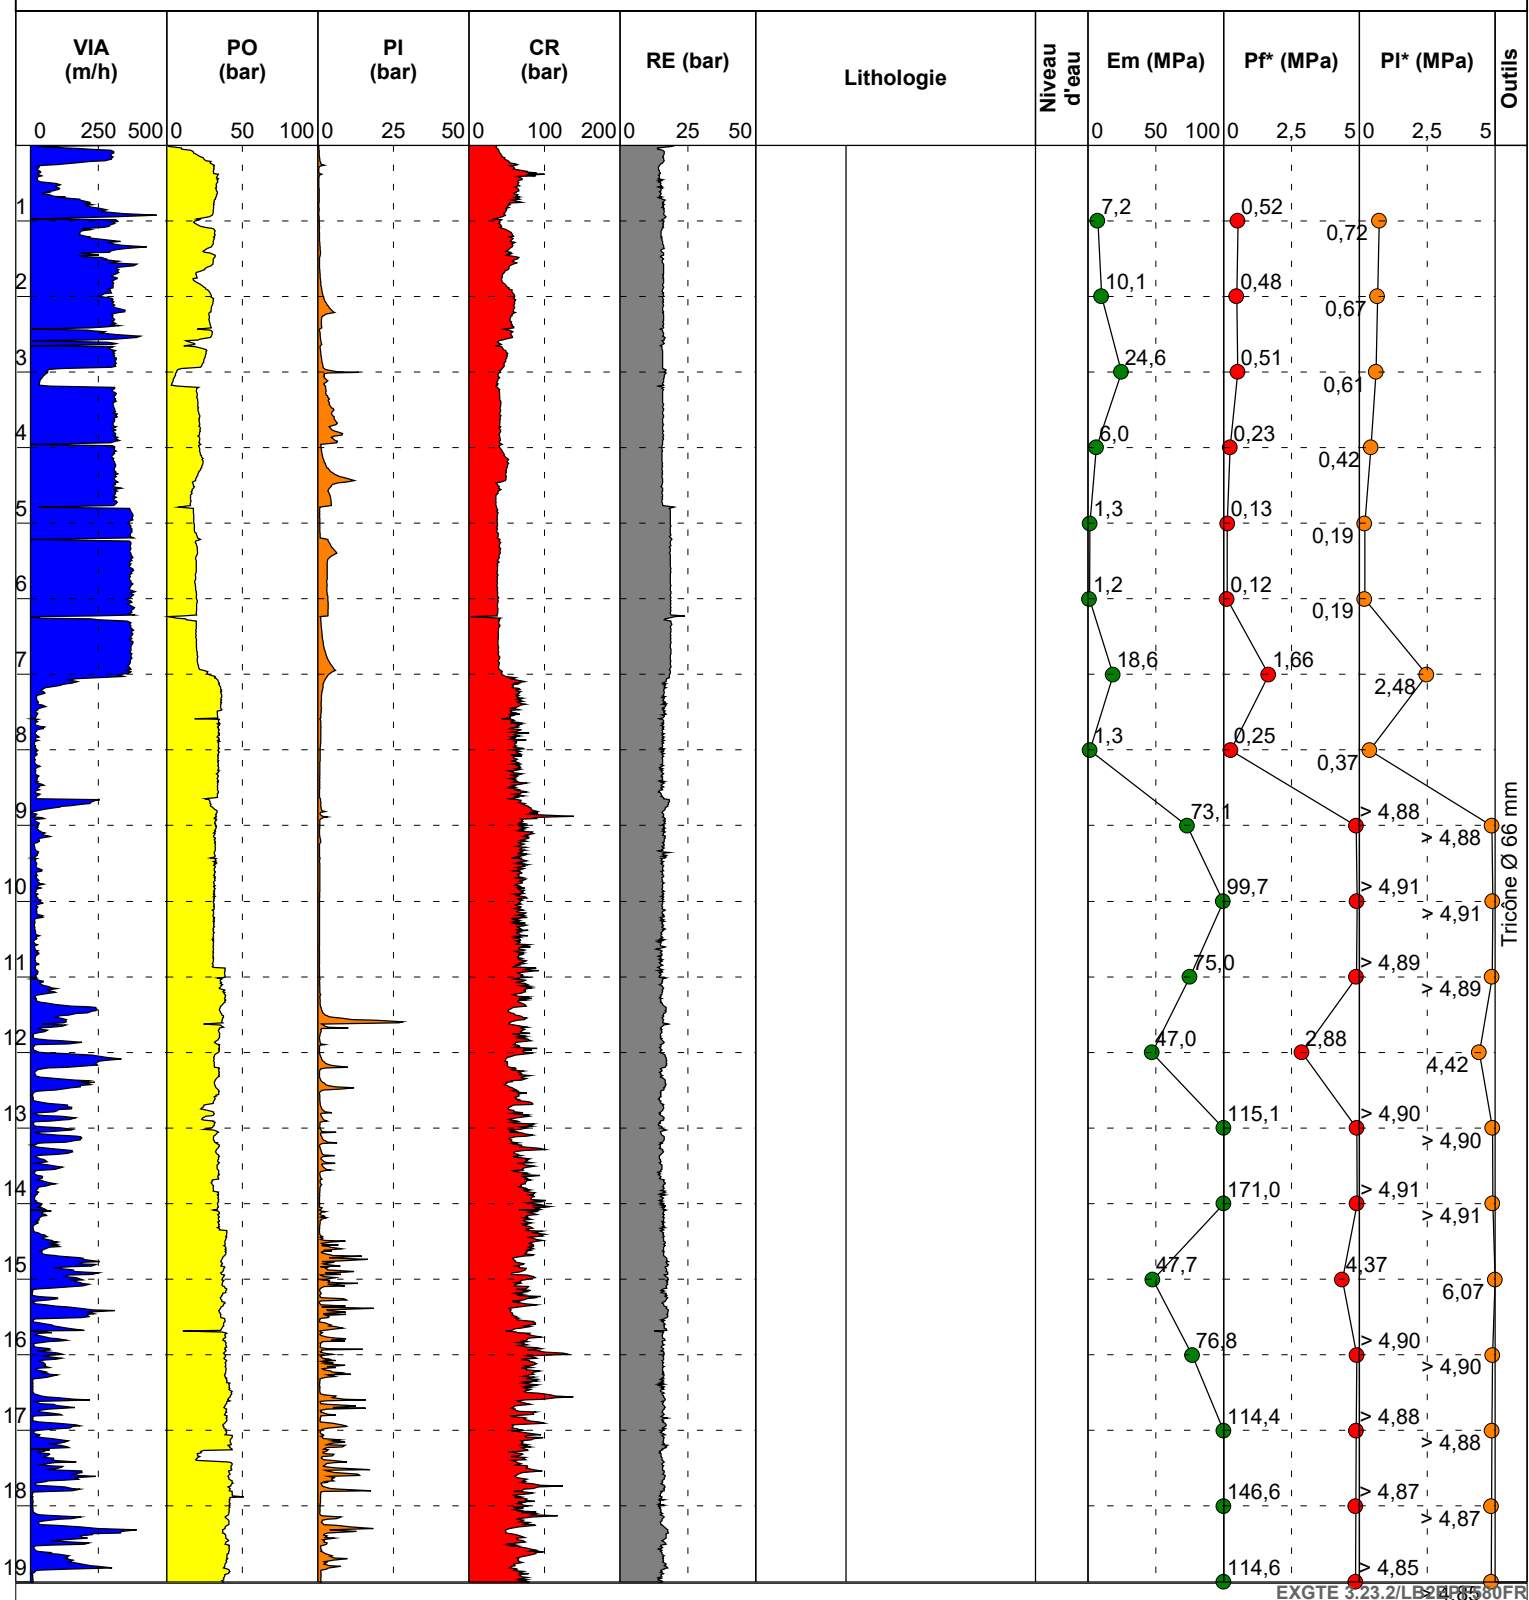 VIA
(m/h)
PO
(bar)
PI
(bar)
CR
(bar)
RE (bar)
Lithologie
Niveau
d'eau
Em (MPa)
Pf* (MPa)
Pl* (MPa)
Outils
0 250 500
0 50 100
0 25 50
0 100 200
0 25 50
0 50 100
0 2,5 5
0 2,5 5
1 7,2 0,52 0,72
2 10,1 0,48 0,67
3 24,6 0,51 0,61
4 6,0 0,23 0,42
5 1,3 0,13 0,19
6 1,2 0,12 0,19
7 18,6 1,66 2,48
8 1,3 0,25 0,37
9 73,1 > 4,88 > 4,88
10 99,7 > 4,91 > 4,91
11 75,0 > 4,89 > 4,89
12 47,0 2,88 4,42
13 115,1 > 4,90 > 4,90
14 171,0 > 4,91 > 4,91
15 47,7 4,37 6,07
16 76,8 > 4,90 > 4,90
17 114,4 > 4,88 > 4,88
18 146,6 > 4,87 > 4,87
19 114,6 > 4,85 > 4,85
Tricône Ø 66 mm
EXGTE 3.23.2/